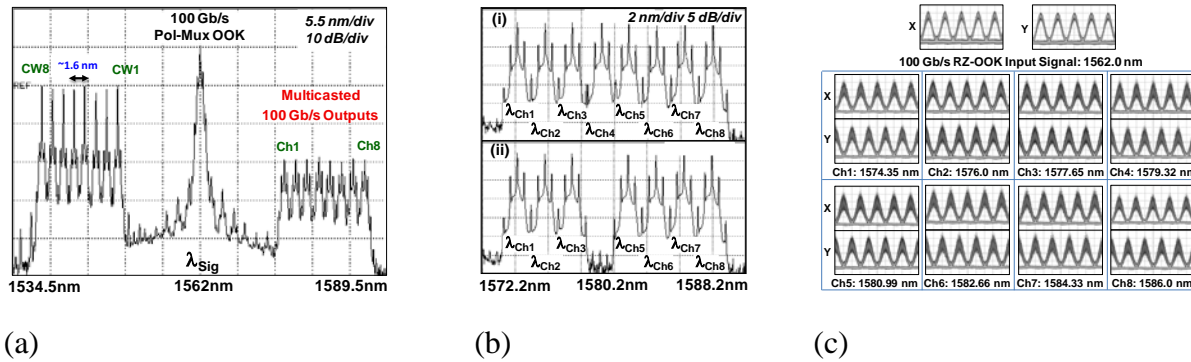 100 Gb/s
Pol-Mux OOK
5.5 nm/div
10 dB/div
CW8
~1.6 nm
CW1
REF
Multicasted
100 Gb/s Outputs
Ch1
Ch8
λSig
1534.5nm
1562nm
1589.5nm
(a)
(i)
2 nm/div 5 dB/div
λCh1
λCh3
λCh5
λCh7
λCh2
λCh4
λCh6
λCh8
(ii)
λCh1
λCh3
λCh5
λCh7
λCh2
λCh6
λCh8
1572.2nm
1580.2nm
1588.2nm
(b)
X
Y
100 Gb/s RZ-OOK Input Signal: 1562.0 nm
X
Y
Ch1: 1574.35 nm
Ch2: 1576.0 nm
Ch3: 1577.65 nm
Ch4: 1579.32 nm
X
Y
Ch5: 1580.99 nm
Ch6: 1582.66 nm
Ch7: 1584.33 nm
Ch8: 1586.0 nm
(c)